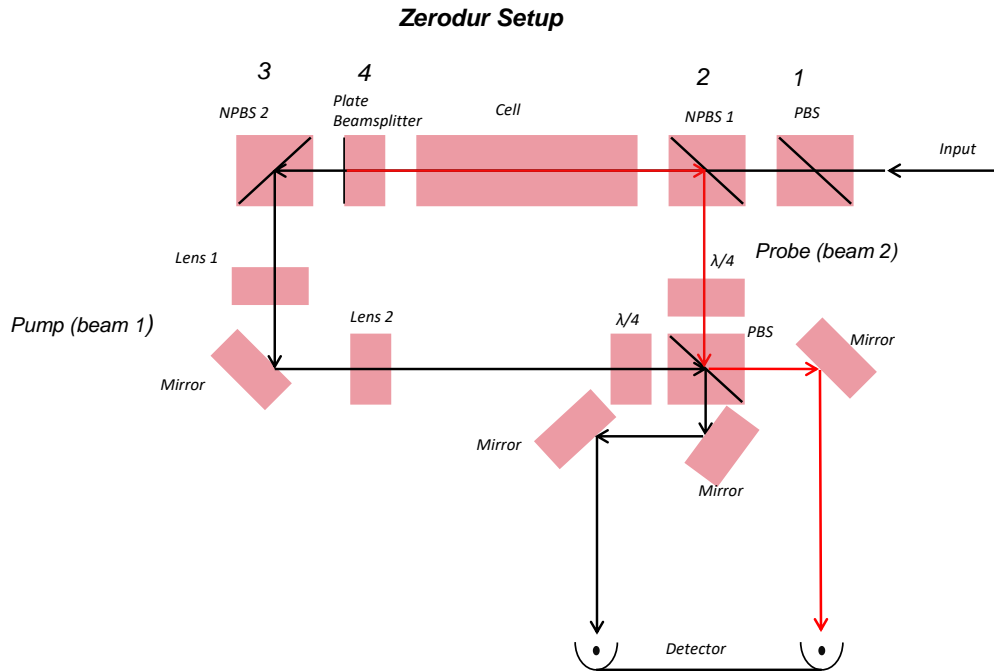 Zerodur Setup
3
4
2
1
NPBS 2
Plate
Beamsplitter
Cell
NPBS 1
PBS
Input
Lens 1
λ/4
Probe (beam 2)
Pump (beam 1)
Lens 2
λ/4
PBS
Mirror
Mirror
Mirror
Mirror
Detector